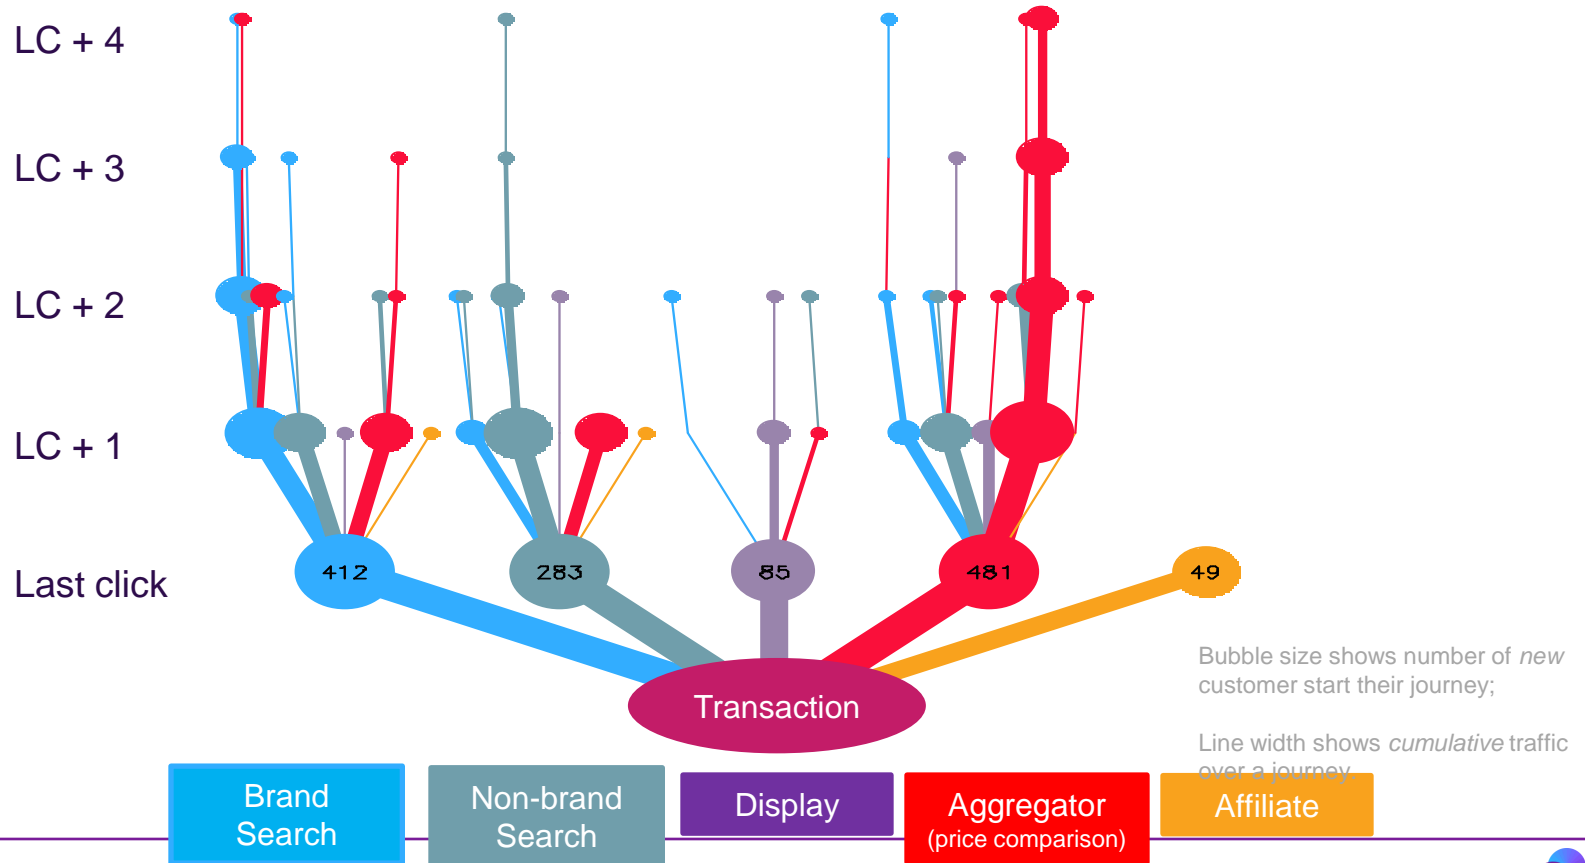 LC + 4
LC + 3
LC + 2
LC + 1
Last click
412
283
85
481
49
Transaction
Bubble size shows number of new
customer start their journey;
Line width shows cumulative traffic
over a journey.
Brand
Search
Non-brand
Search
Display
Aggregator
(price comparison)
Affiliate